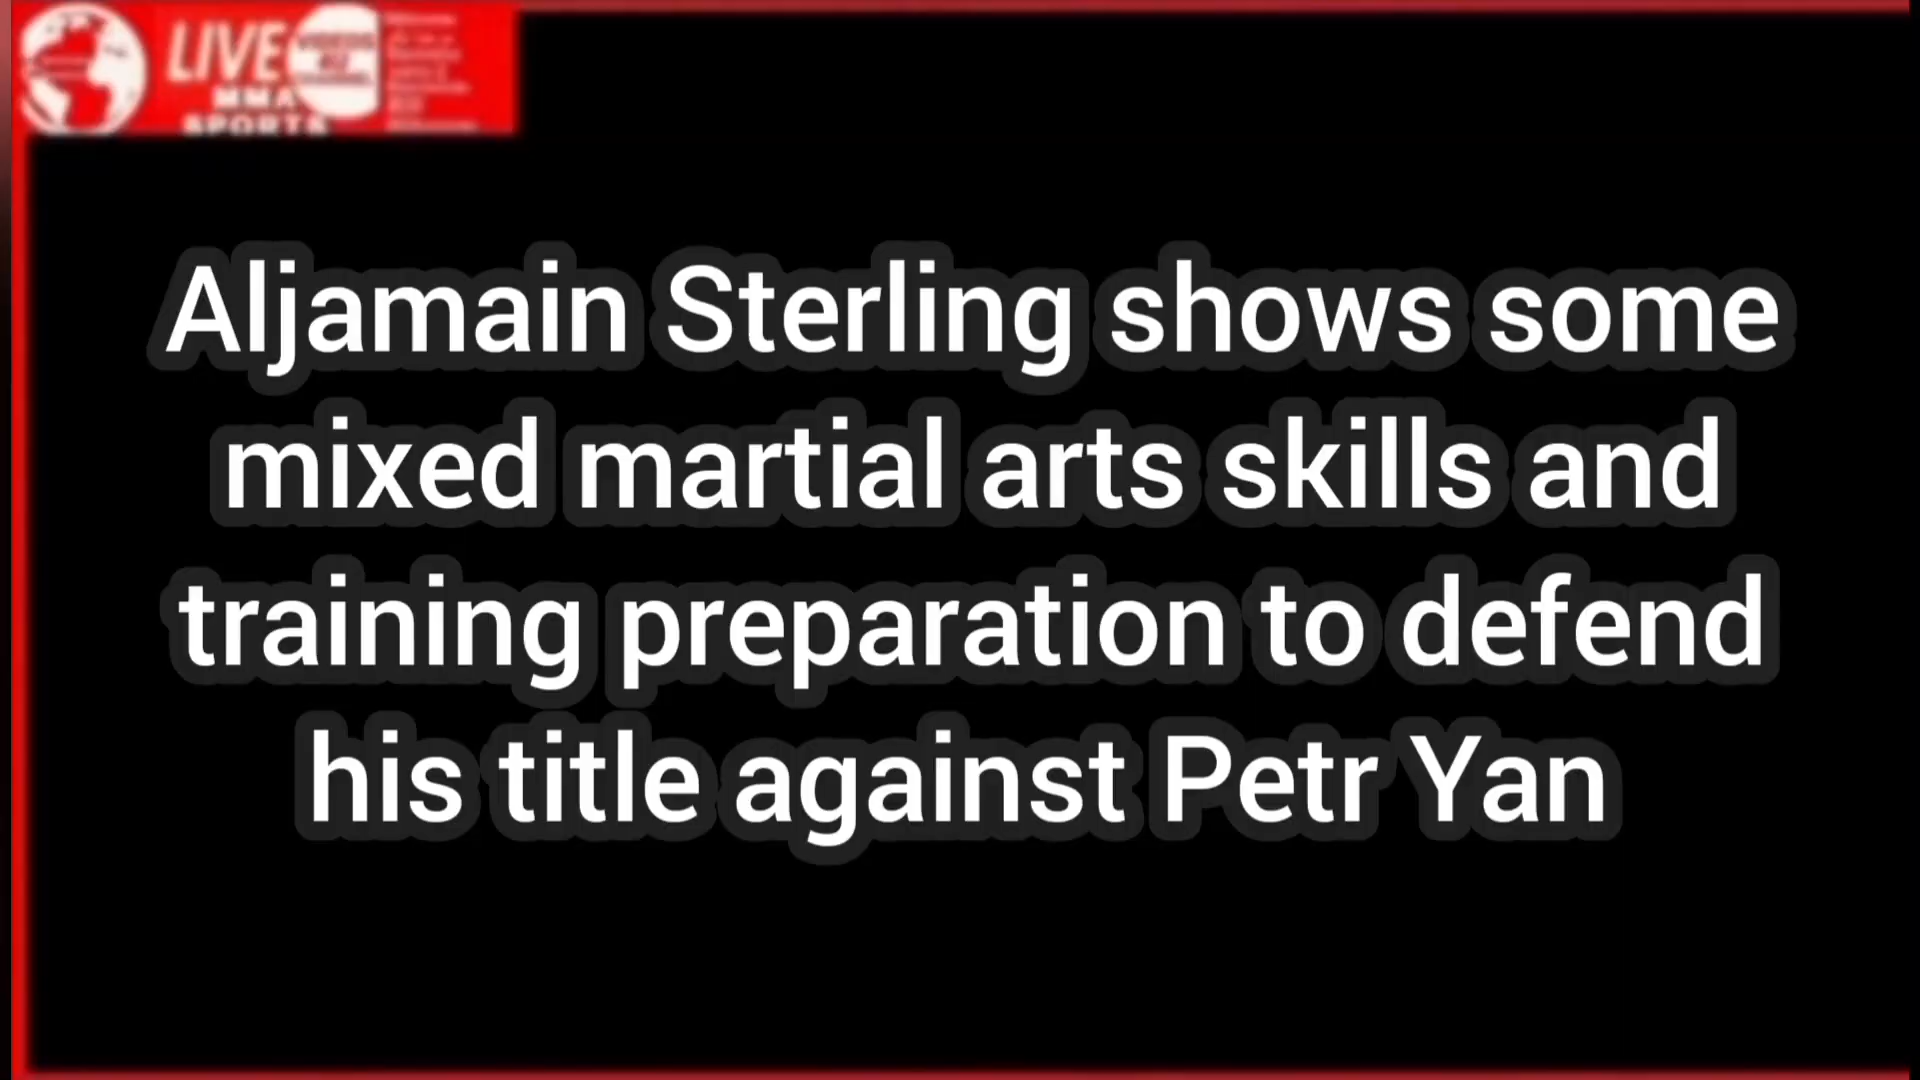 LIVE
MMA
SPORTS
Aljamain Sterling shows some
mixed martial arts skills and
training preparation to defend
his title against Petr Yan